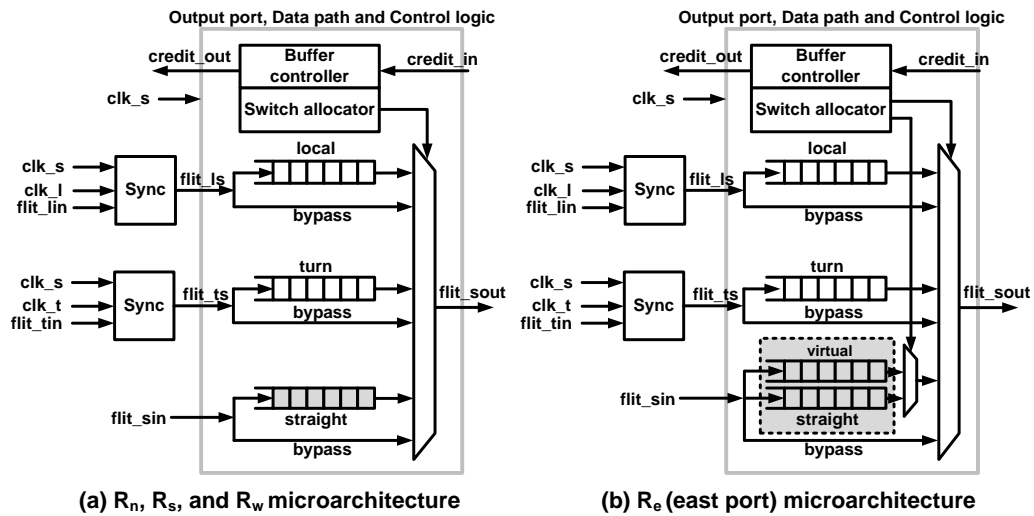 Output port, Data path and Control logic
credit_out
Buffer controller
credit_in
clk_s
Switch allocator
local
clk_s
clk_l
flit_lin
Sync
flit_ls
bypass
turn
clk_s
clk_t
flit_tin
Sync
flit_ts
bypass
flit_sout
flit_sin
straight
bypass
(a) Rn, Rs, and Rw microarchitecture
Output port, Data path and Control logic
credit_out
Buffer controller
credit_in
clk_s
Switch allocator
local
clk_s
clk_l
flit_lin
Sync
flit_ls
bypass
turn
clk_s
clk_t
flit_tin
Sync
flit_ts
bypass
flit_sout
virtual
flit_sin
straight
bypass
(b) Re (east port) microarchitecture